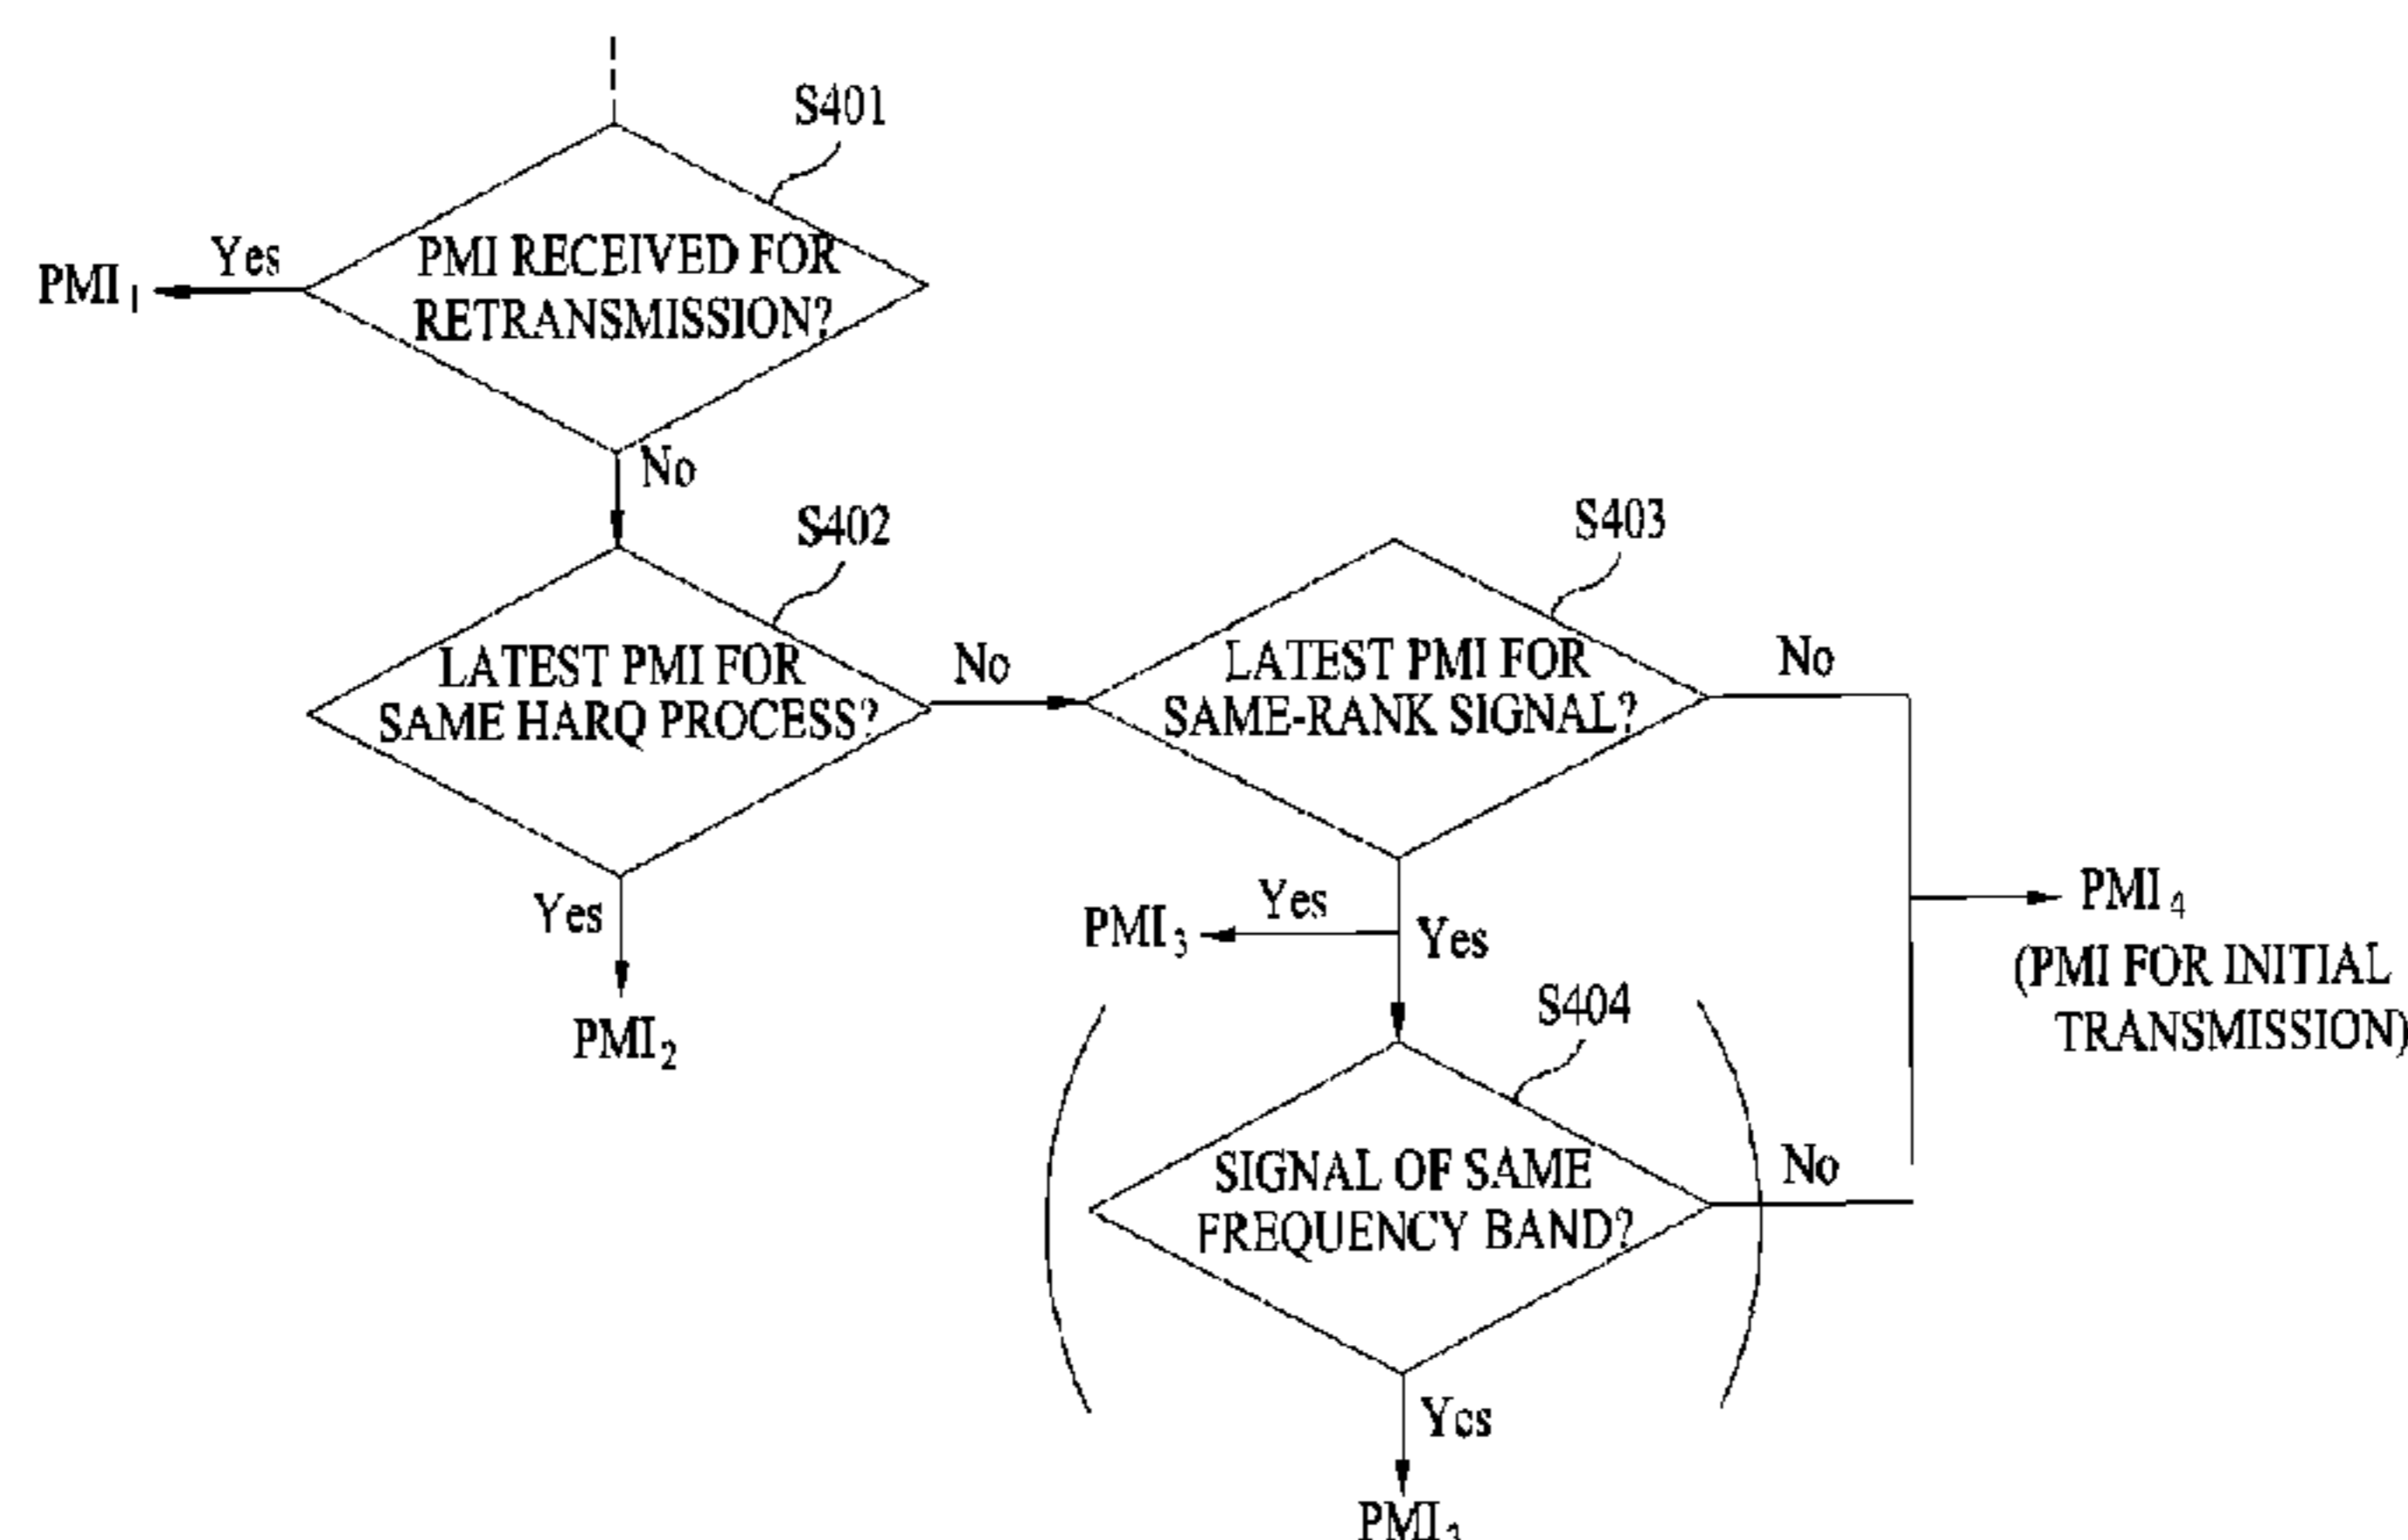 S401
PMI RECEIVED FOR
RETRANSMISSION?
Yes
PMI 1
No
S402
LATEST PMI FOR
SAME HARQ PROCESS?
No
Yes
PMI2
S403
LATEST PMI FOR
SAME-RANK SIGNAL?
No
Yes
PMI3
Yes
PMI4
(PMI FOR INITIAL
TRANSMISSION)
S404
SIGNAL OF SAME
FREQUENCY BAND?
No
Yes
PMI3